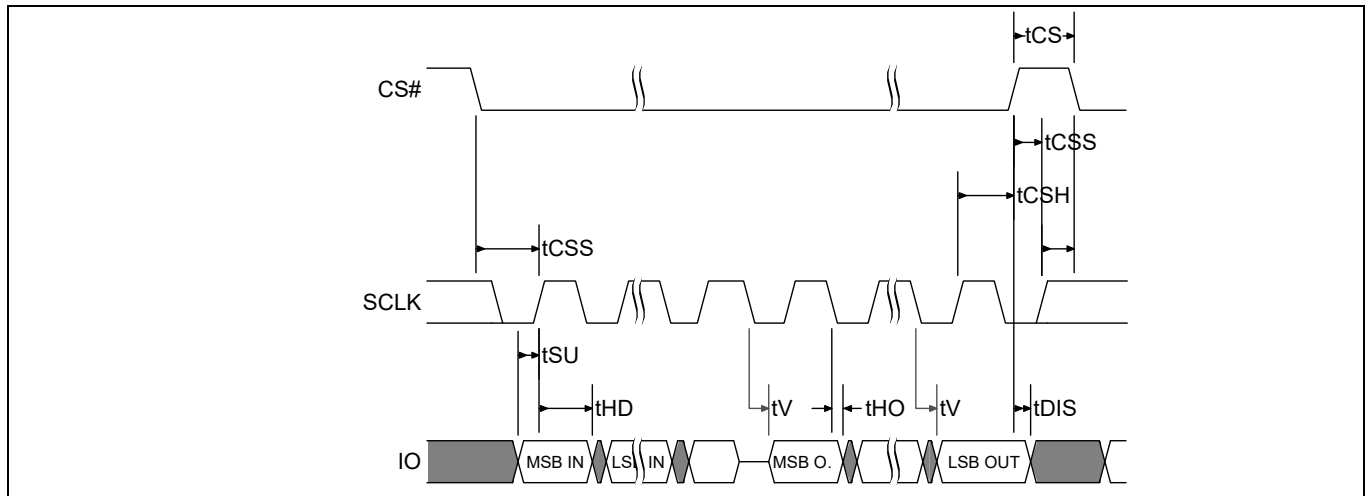 tCS
CS#
tCSS
tCSH
tCSS
SCLK
tSU
tHD
tV
tHO
tV
tDIS
IO
MSB IN
IN
MSB O.
LSB OUT